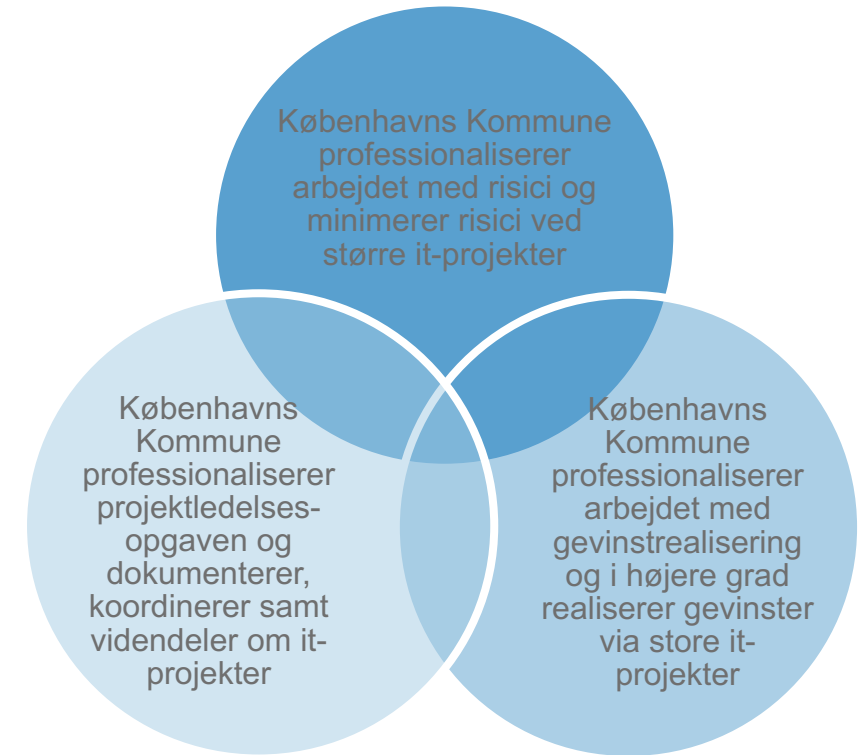 Københavns Kommune
professionaliserer
arbejdet med risici og
minimerer risici ved
større it-projekter
Københavns
Kommune
professionaliserer
projektledelses-
opgaven og
dokumenterer,
koordinerer samt
videndeler om it-
projekter
Københavns
Kommune
professionaliserer
arbejdet med
gevinstrealisering
og i højere grad
realiserer gevinster
via store it-
projekter